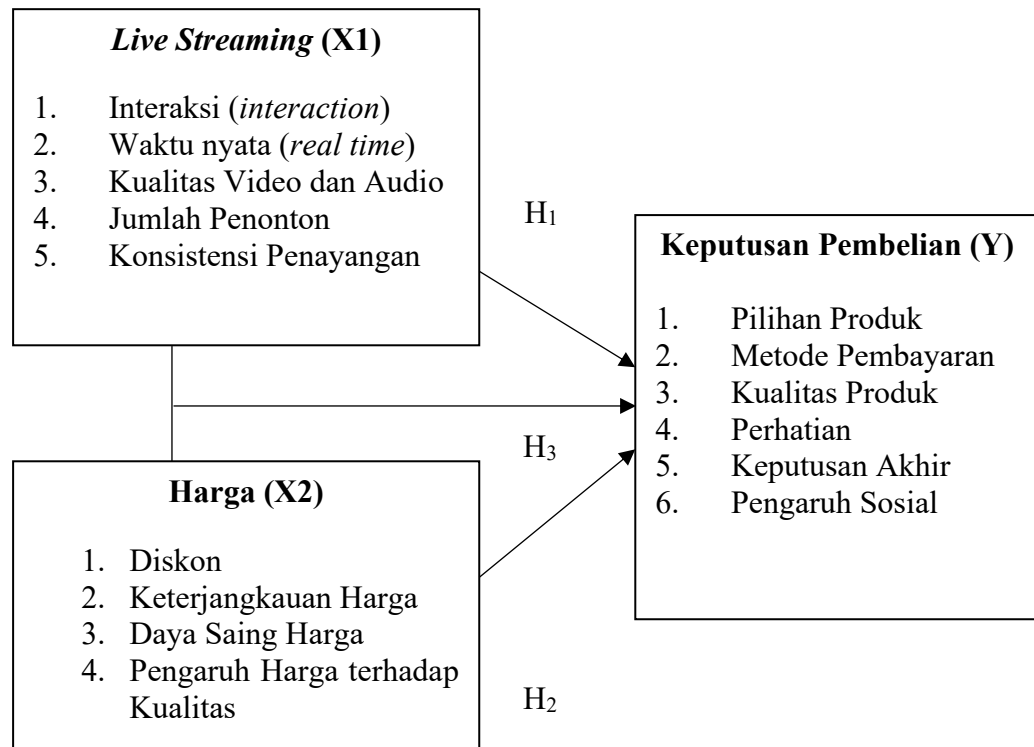 Live Streaming (X1)
1. Interaksi (interaction)
2. Waktu nyata (real time)
3. Kualitas Video dan Audio
4. Jumlah Penonton
5. Konsistensi Penayangan
H₁
Keputusan Pembelian (Y)
1. Pilihan Produk
2. Metode Pembayaran
3. Kualitas Produk
4. Perhatian
5. Keputusan Akhir
6. Pengaruh Sosial
H₃
Harga (X2)
1. Diskon
2. Keterjangkauan Harga
3. Daya Saing Harga
4. Pengaruh Harga terhadap
Kualitas
H₂